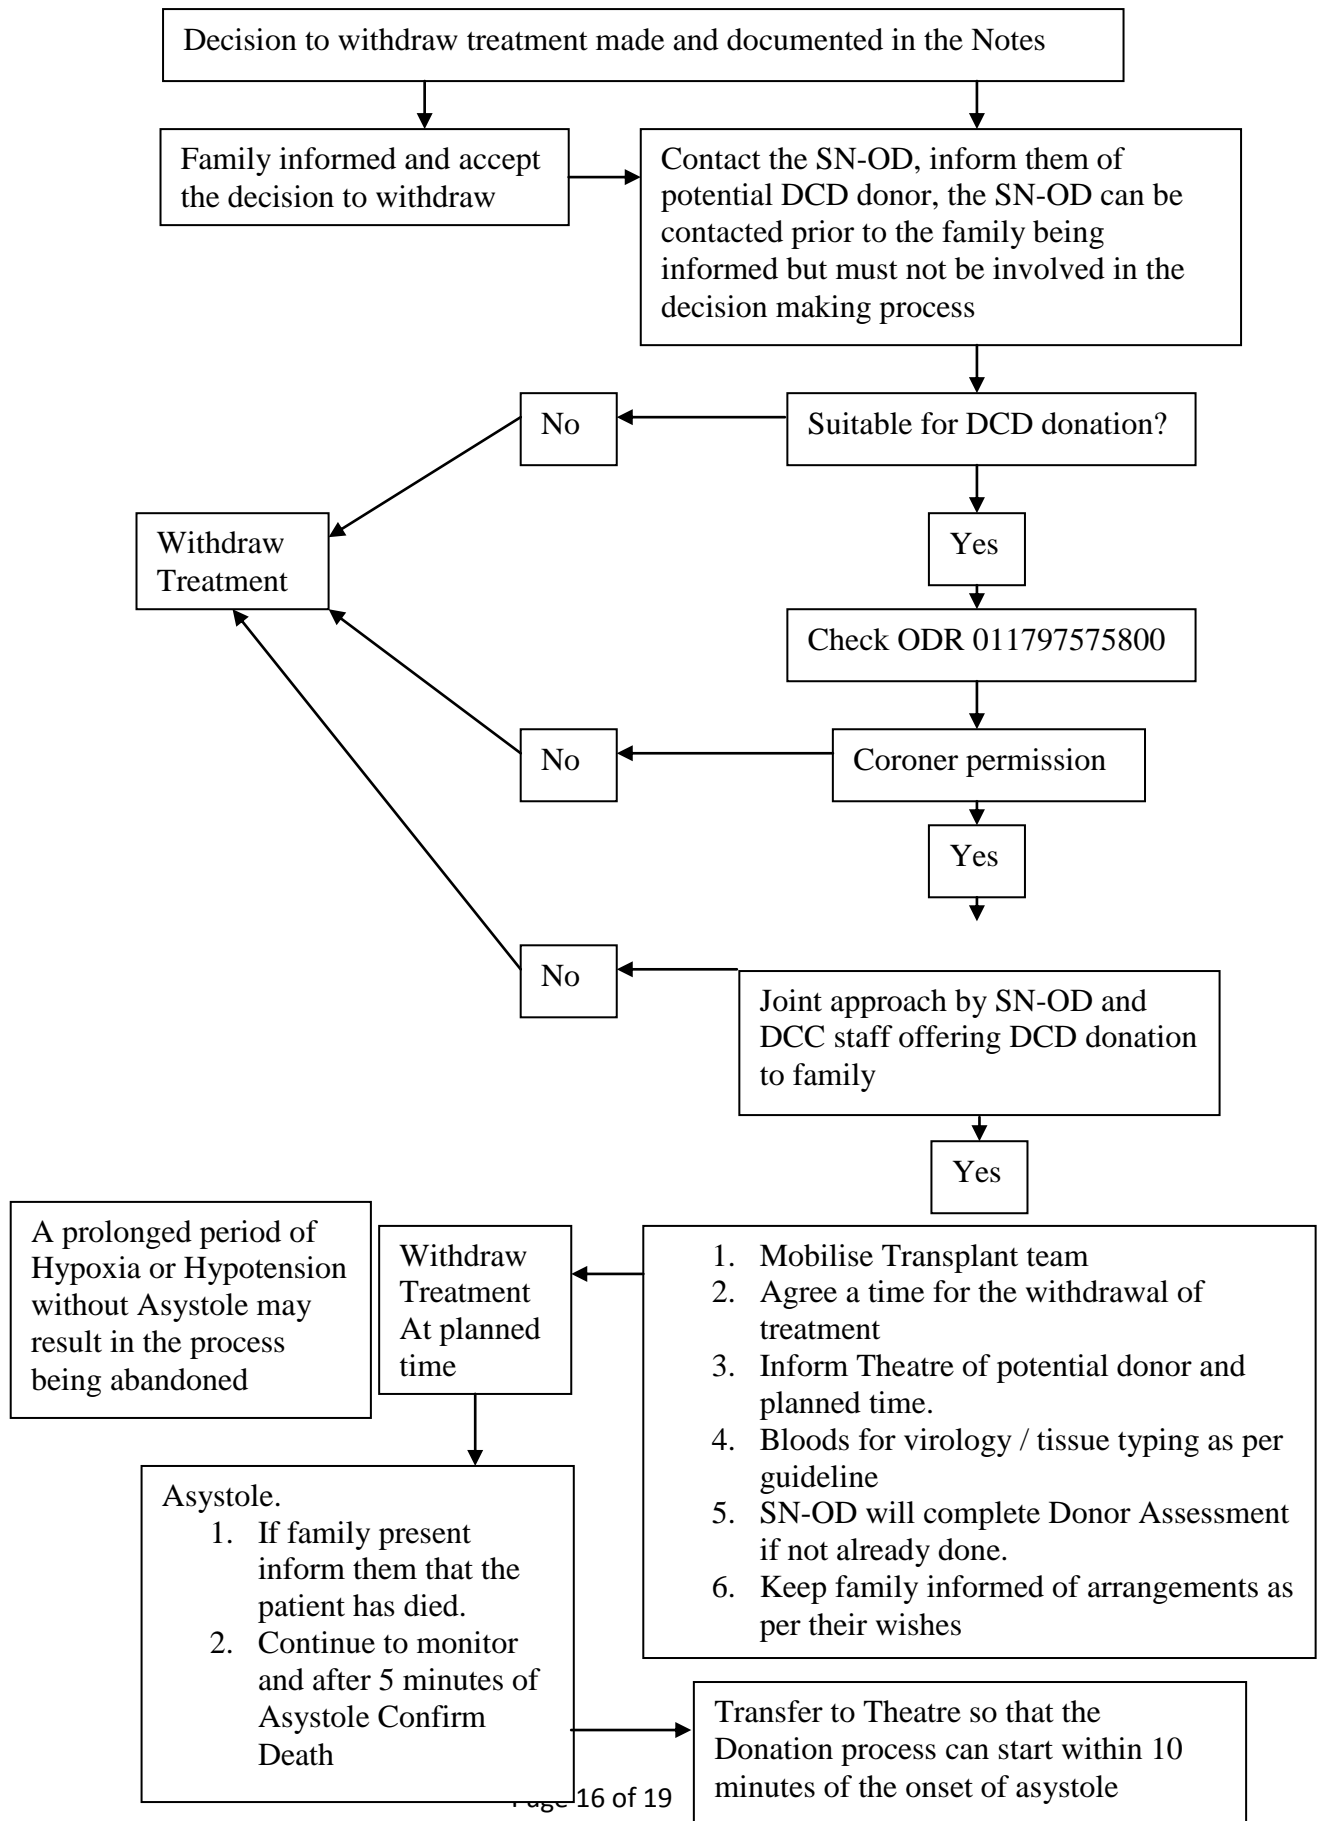 Decision to withdraw treatment made and documented in the Notes
Family informed and accept
the decision to withdraw
Contact the SN-OD, inform them of
potential DCD donor, the SN-OD can be
contacted prior to the family being
informed but must not be involved in the
decision making process
No
Suitable for DCD donation?
Withdraw
Treatment
Yes
Check ODR 011797575800
No
Coroner permission
Yes
No
Joint approach by SN-OD and
DCC staff offering DCD donation
to family
Yes
A prolonged period of
Hypoxia or Hypotension
without Asystole may
result in the process
being abandoned
Withdraw
Treatment
At planned
time
1. Mobilise Transplant team
2. Agree a time for the withdrawal of
treatment
3. Inform Theatre of potential donor and
planned time.
4. Bloods for virology / tissue typing as per
guideline
5. SN-OD will complete Donor Assessment
if not already done.
6. Keep family informed of arrangements as
per their wishes
Asystole.
1. If family present
inform them that the
patient has died.
2. Continue to monitor
and after 5 minutes of
Asystole Confirm
Death
Transfer to Theatre so that the
Donation process can start within 10
minutes of the onset of asystole
Page 16 of 19